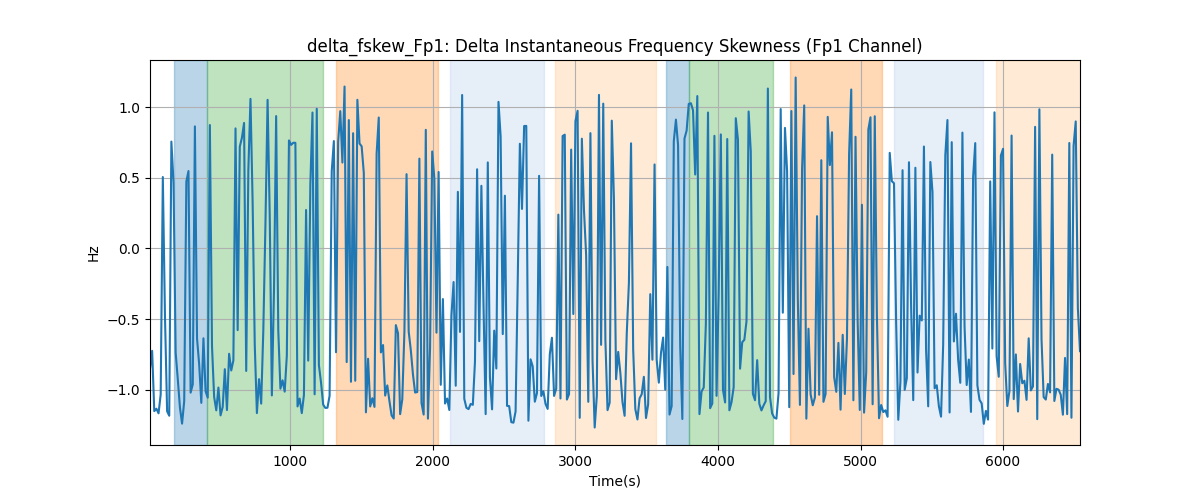 delta_fskew_Fp1: Delta Instantaneous Frequency Skewness (Fp1 Channel)
1.0
0.5
0.0
−0.5
−1.0
Hz
1000 2000 3000 4000 5000 6000
Time(s)